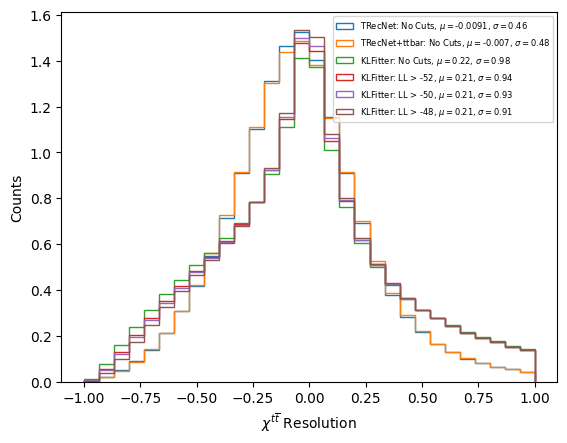 TRecNet: No Cuts, μ = -0.0091, σ = 0.46
TRecNet+ttbar: No Cuts, μ = -0.007, σ = 0.48
KLFitter: No Cuts, μ = 0.22, σ = 0.98
KLFitter: LL > -52, μ = 0.21, σ = 0.94
KLFitter: LL > -50, μ = 0.21, σ = 0.93
KLFitter: LL > -48, μ = 0.21, σ = 0.91
Counts
1.6
1.4
1.2
1.0
0.8
0.6
0.4
0.2
0.0
−1.00 −0.75 −0.50 −0.25 0.00 0.25 0.50 0.75 1.00
χ^{tt̅} Resolution